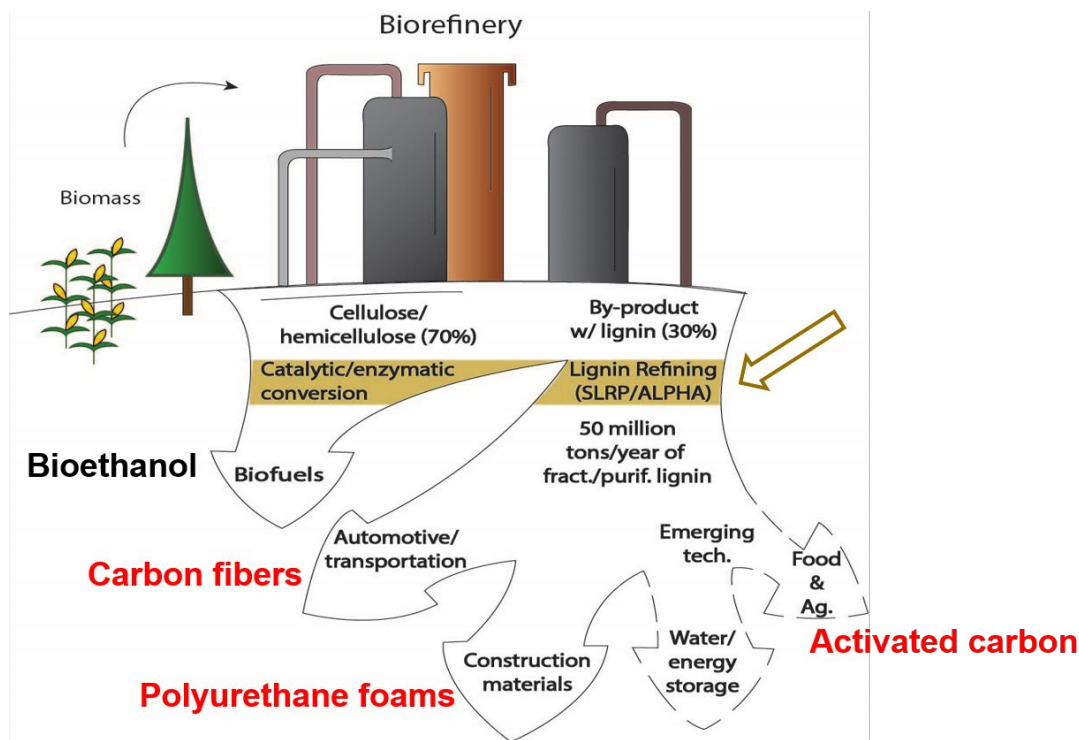 Biorefinery
Biomass
Cellulose/
hemicellulose (70%)
By-product
w/ lignin (30%)
Catalytic/enzymatic
conversion
Lignin Refining
(SLRP/ALPHA)
50 million
tons/year of
fract./purif. lignin
Bioethanol
Biofuels
Automotive/
transportation
Carbon fibers
Emerging
tech.
Food
&
Ag.
Activated carbon
Water/
energy
storage
Construction
materials
Polyurethane foams